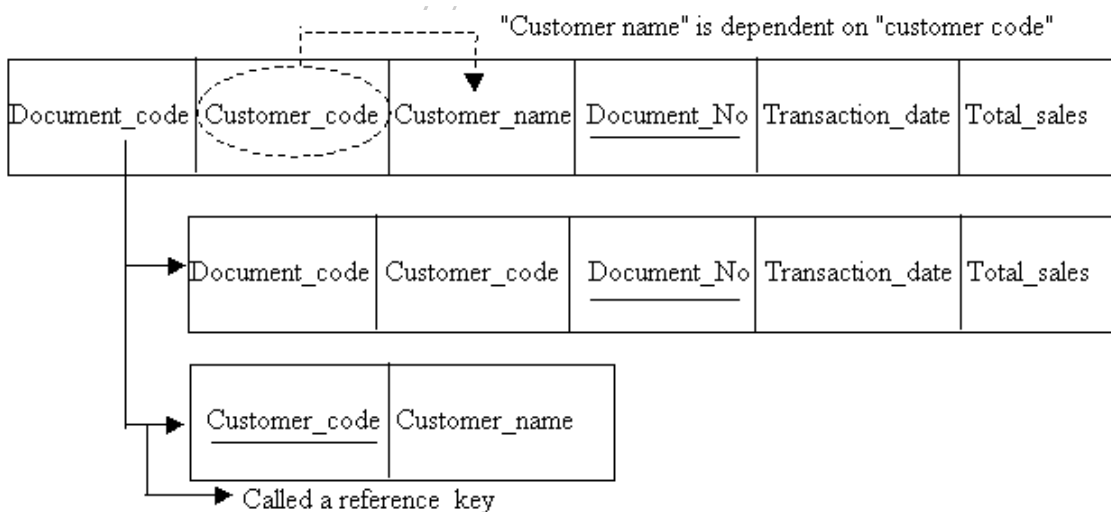 "Customer name" is dependent on "customer code"
Document_code Customer_code Customer_name Document_No Transaction_date Total_sales
Document_code Customer_code Document_No Transaction_date Total_sales
Customer_code Customer_name
Called a reference key